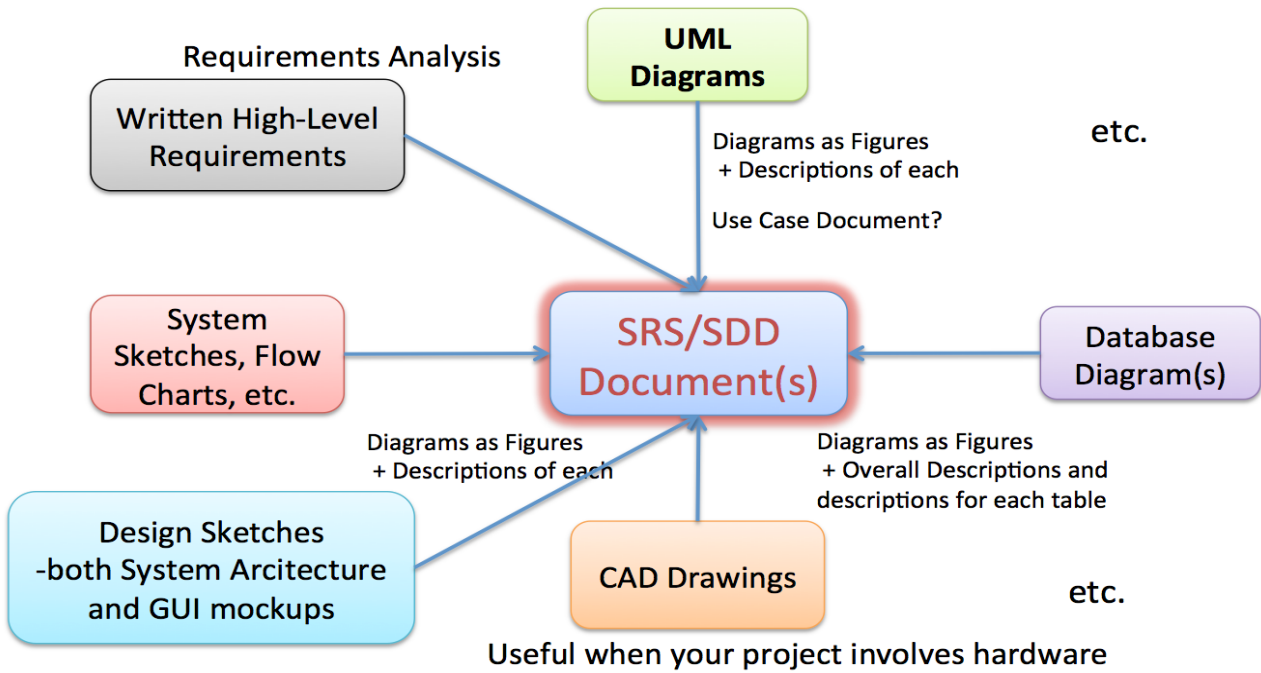 Requirements Analysis
UML
Diagrams
Written High-Level
Requirements
etc.
Diagrams as Figures
+ Descriptions of each
Use Case Document?
System
Sketches, Flow
Charts, etc.
SRS/SDD
Document(s)
Database
Diagram(s)
Diagrams as Figures
+ Descriptions of each
Diagrams as Figures
+ Overall Descriptions and
descriptions for each table
Design Sketches
-both System Arcitecture
and GUI mockups
CAD Drawings
etc.
Useful when your project involves hardware